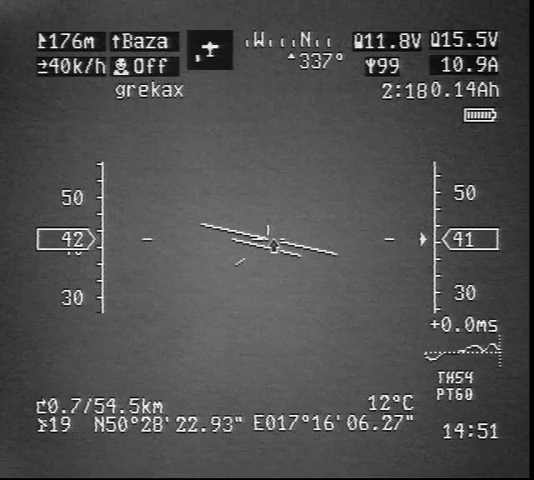 176m ↑Baza W N 11.8V 15.5V
337°
40k/h Off 99 10.9A
grekax 2:18 0.14Ah
50 50
42 41
30 30
+0.0ms
TH54
PT60
0.7/54.5km 12°C
19 N50°28'22.93" E017°16'06.27"
14:51